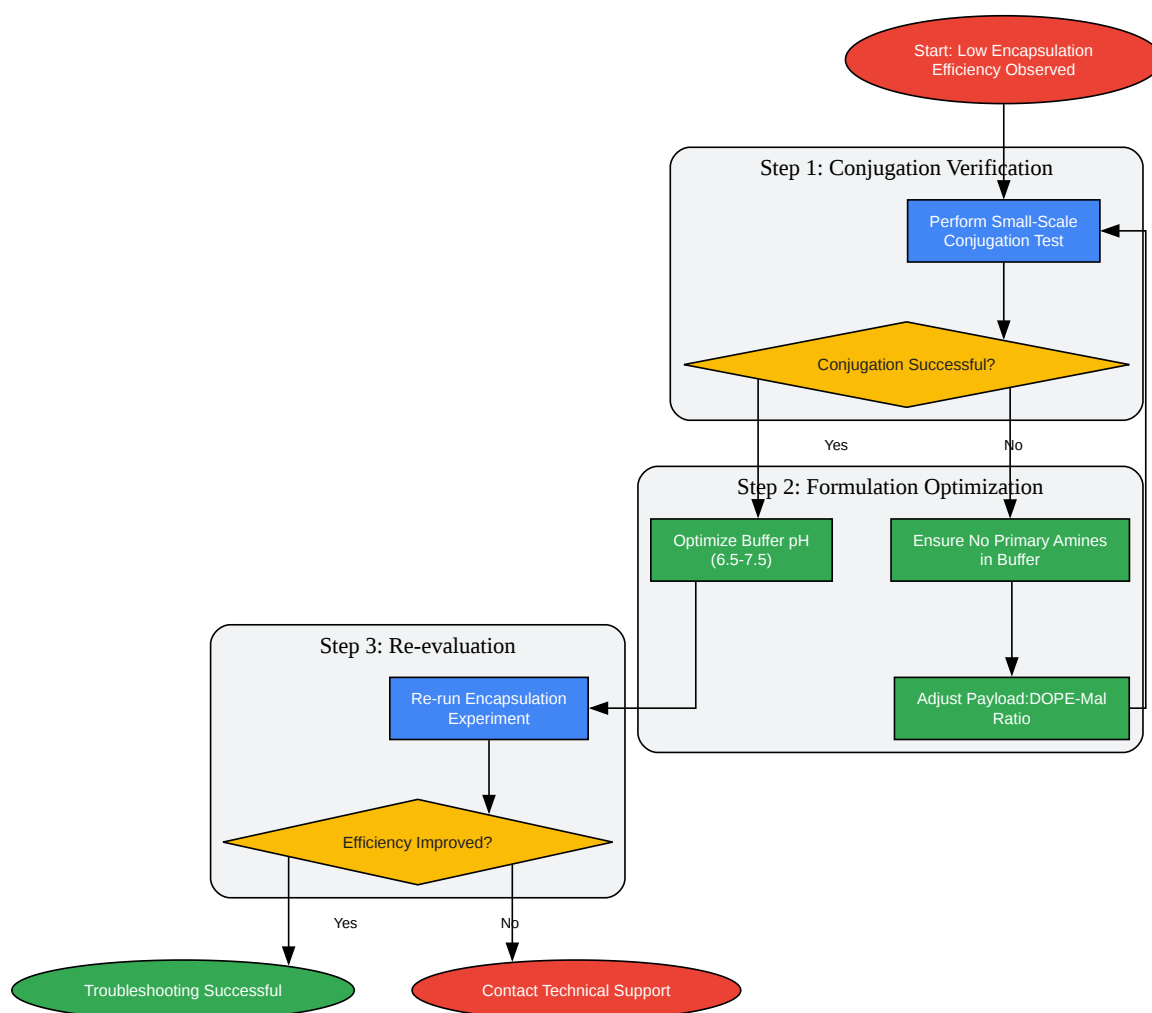 Start: Low Encapsulation
Efficiency Observed
Step 1: Conjugation Verification
Perform Small-Scale
Conjugation Test
Conjugation Successful?
Yes
No
Step 2: Formulation Optimization
Optimize Buffer pH
(6.5-7.5)
Ensure No Primary Amines
in Buffer
Step 3: Re-evaluation
Re-run Encapsulation
Experiment
Adjust Payload:DOPE-Mal
Ratio
Efficiency Improved?
Yes
No
Troubleshooting Successful
Contact Technical Support